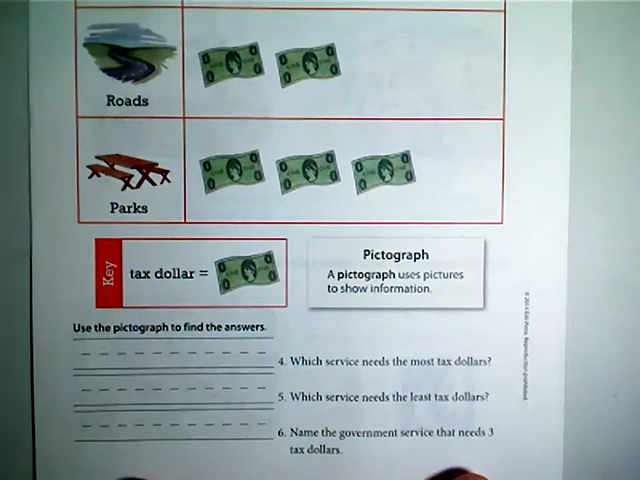 Roads
Parks
Key
tax dollar =
Pictograph
A pictograph uses pictures
to show information.
Use the pictograph to find the answers.
4. Which service needs the most tax dollars?
5. Which service needs the least tax dollars?
6. Name the government service that needs 3
tax dollars.